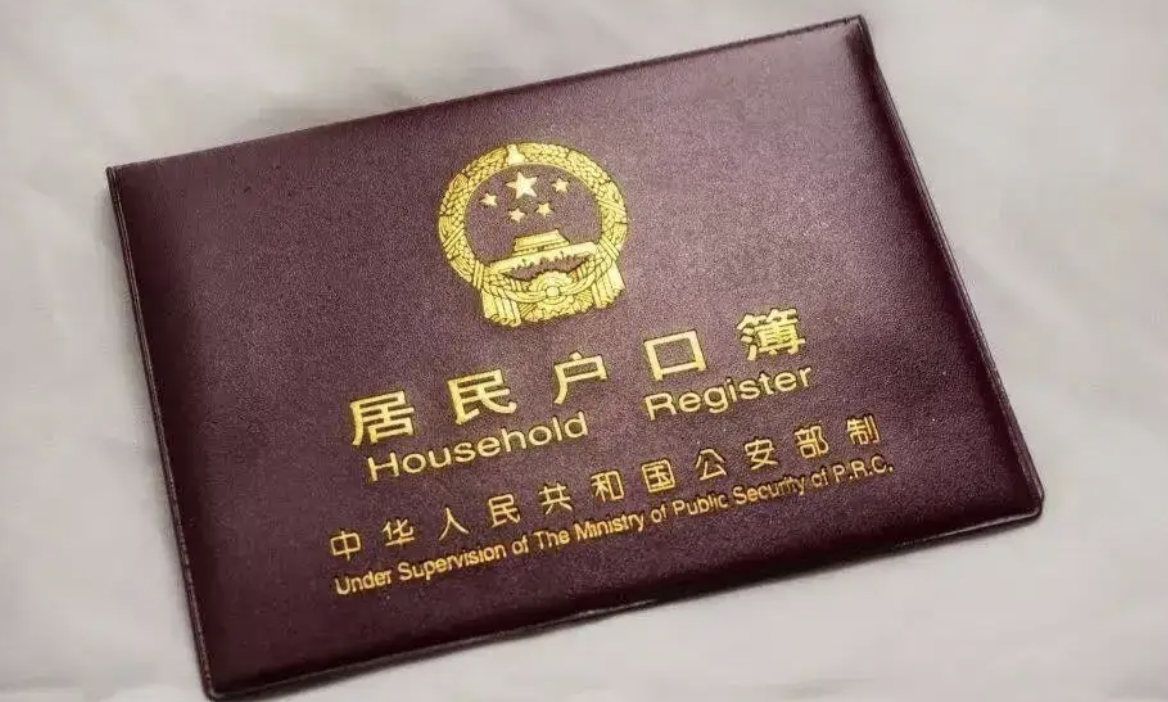 居民户口簿
Household Register
中华人民共和国公安部制
Under Supervision of The Ministry of Public Security of P.R.C.